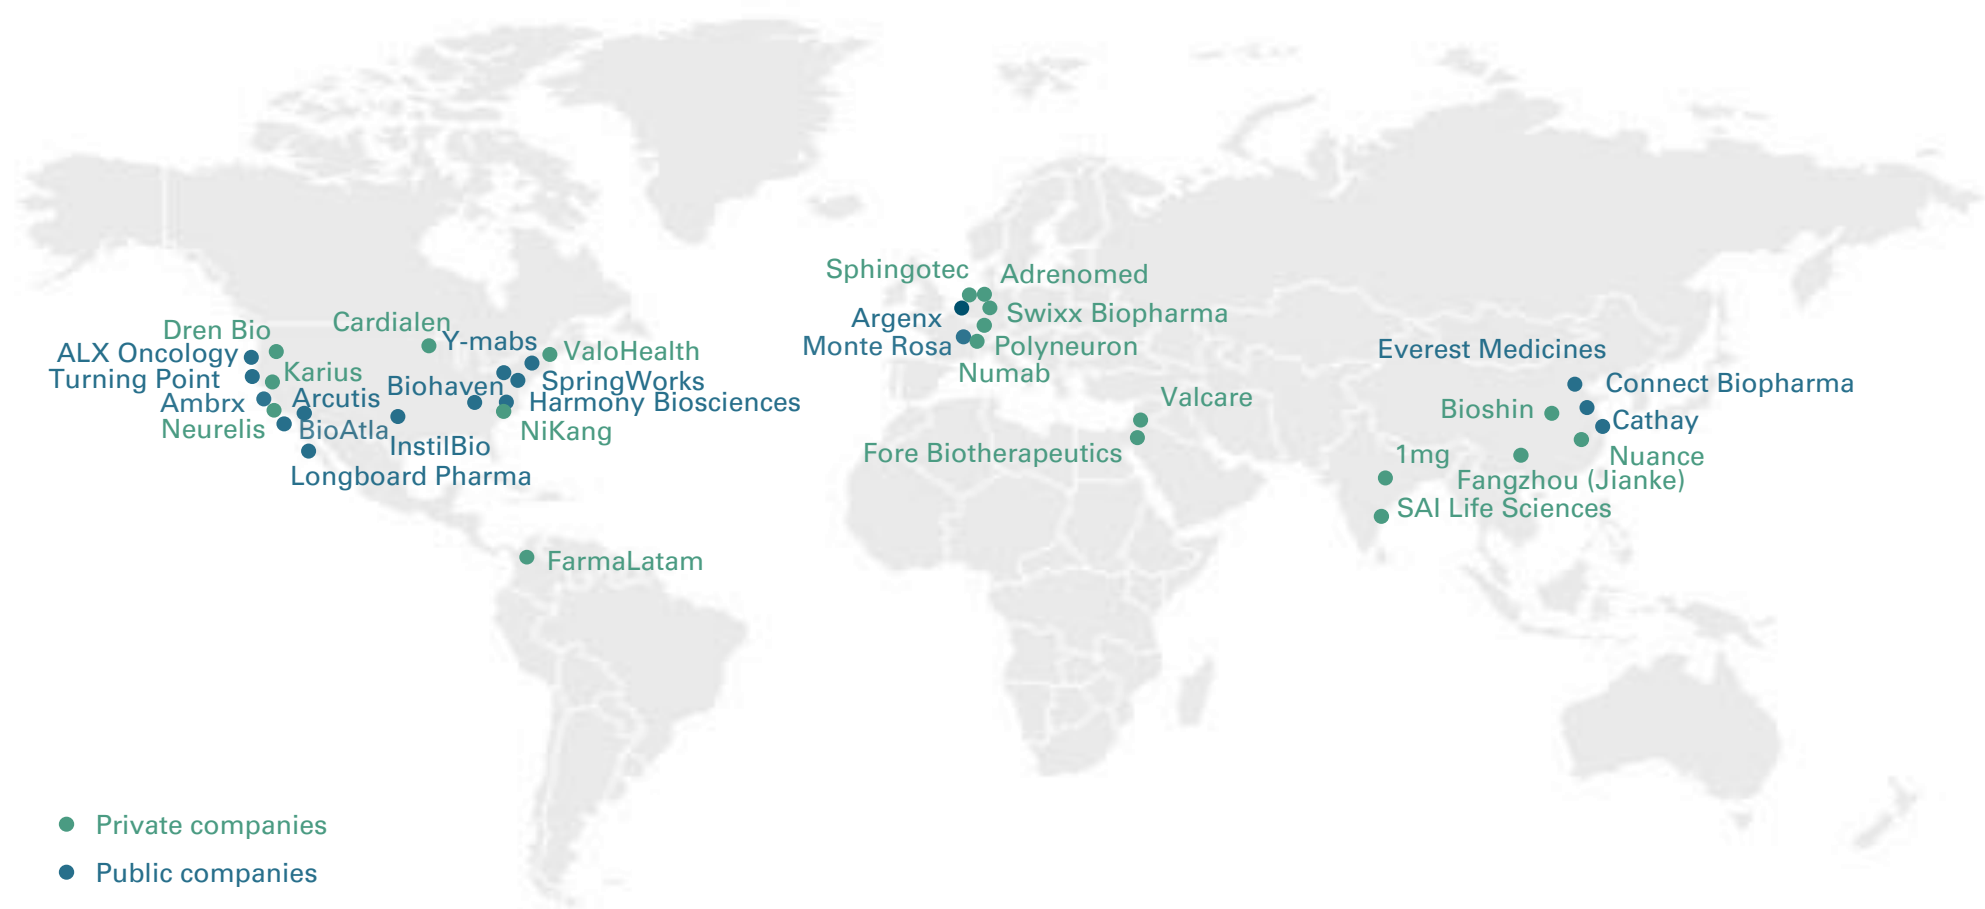 Sphingotec
Adrenomed
Argenx
Swixx Biopharma
Monte Rosa
Polyneuron
Numab
Dren Bio
Cardialen
ALX Oncology
Y-mabs
ValoHealth
Turning Point
Karius
Biohaven
SpringWorks
Ambrx
Arcutis
Harmony Biosciences
Neurelis
BioAtla
NiKang
InstilBio
Longboard Pharma
Valcare
Fore Biotherapeutics
Everest Medicines
Connect Biopharma
Bioshin
Cathay
1mg
Nuance
Fangzhou (Jianke)
SAI Life Sciences
FarmaLatam
Private companies
Public companies